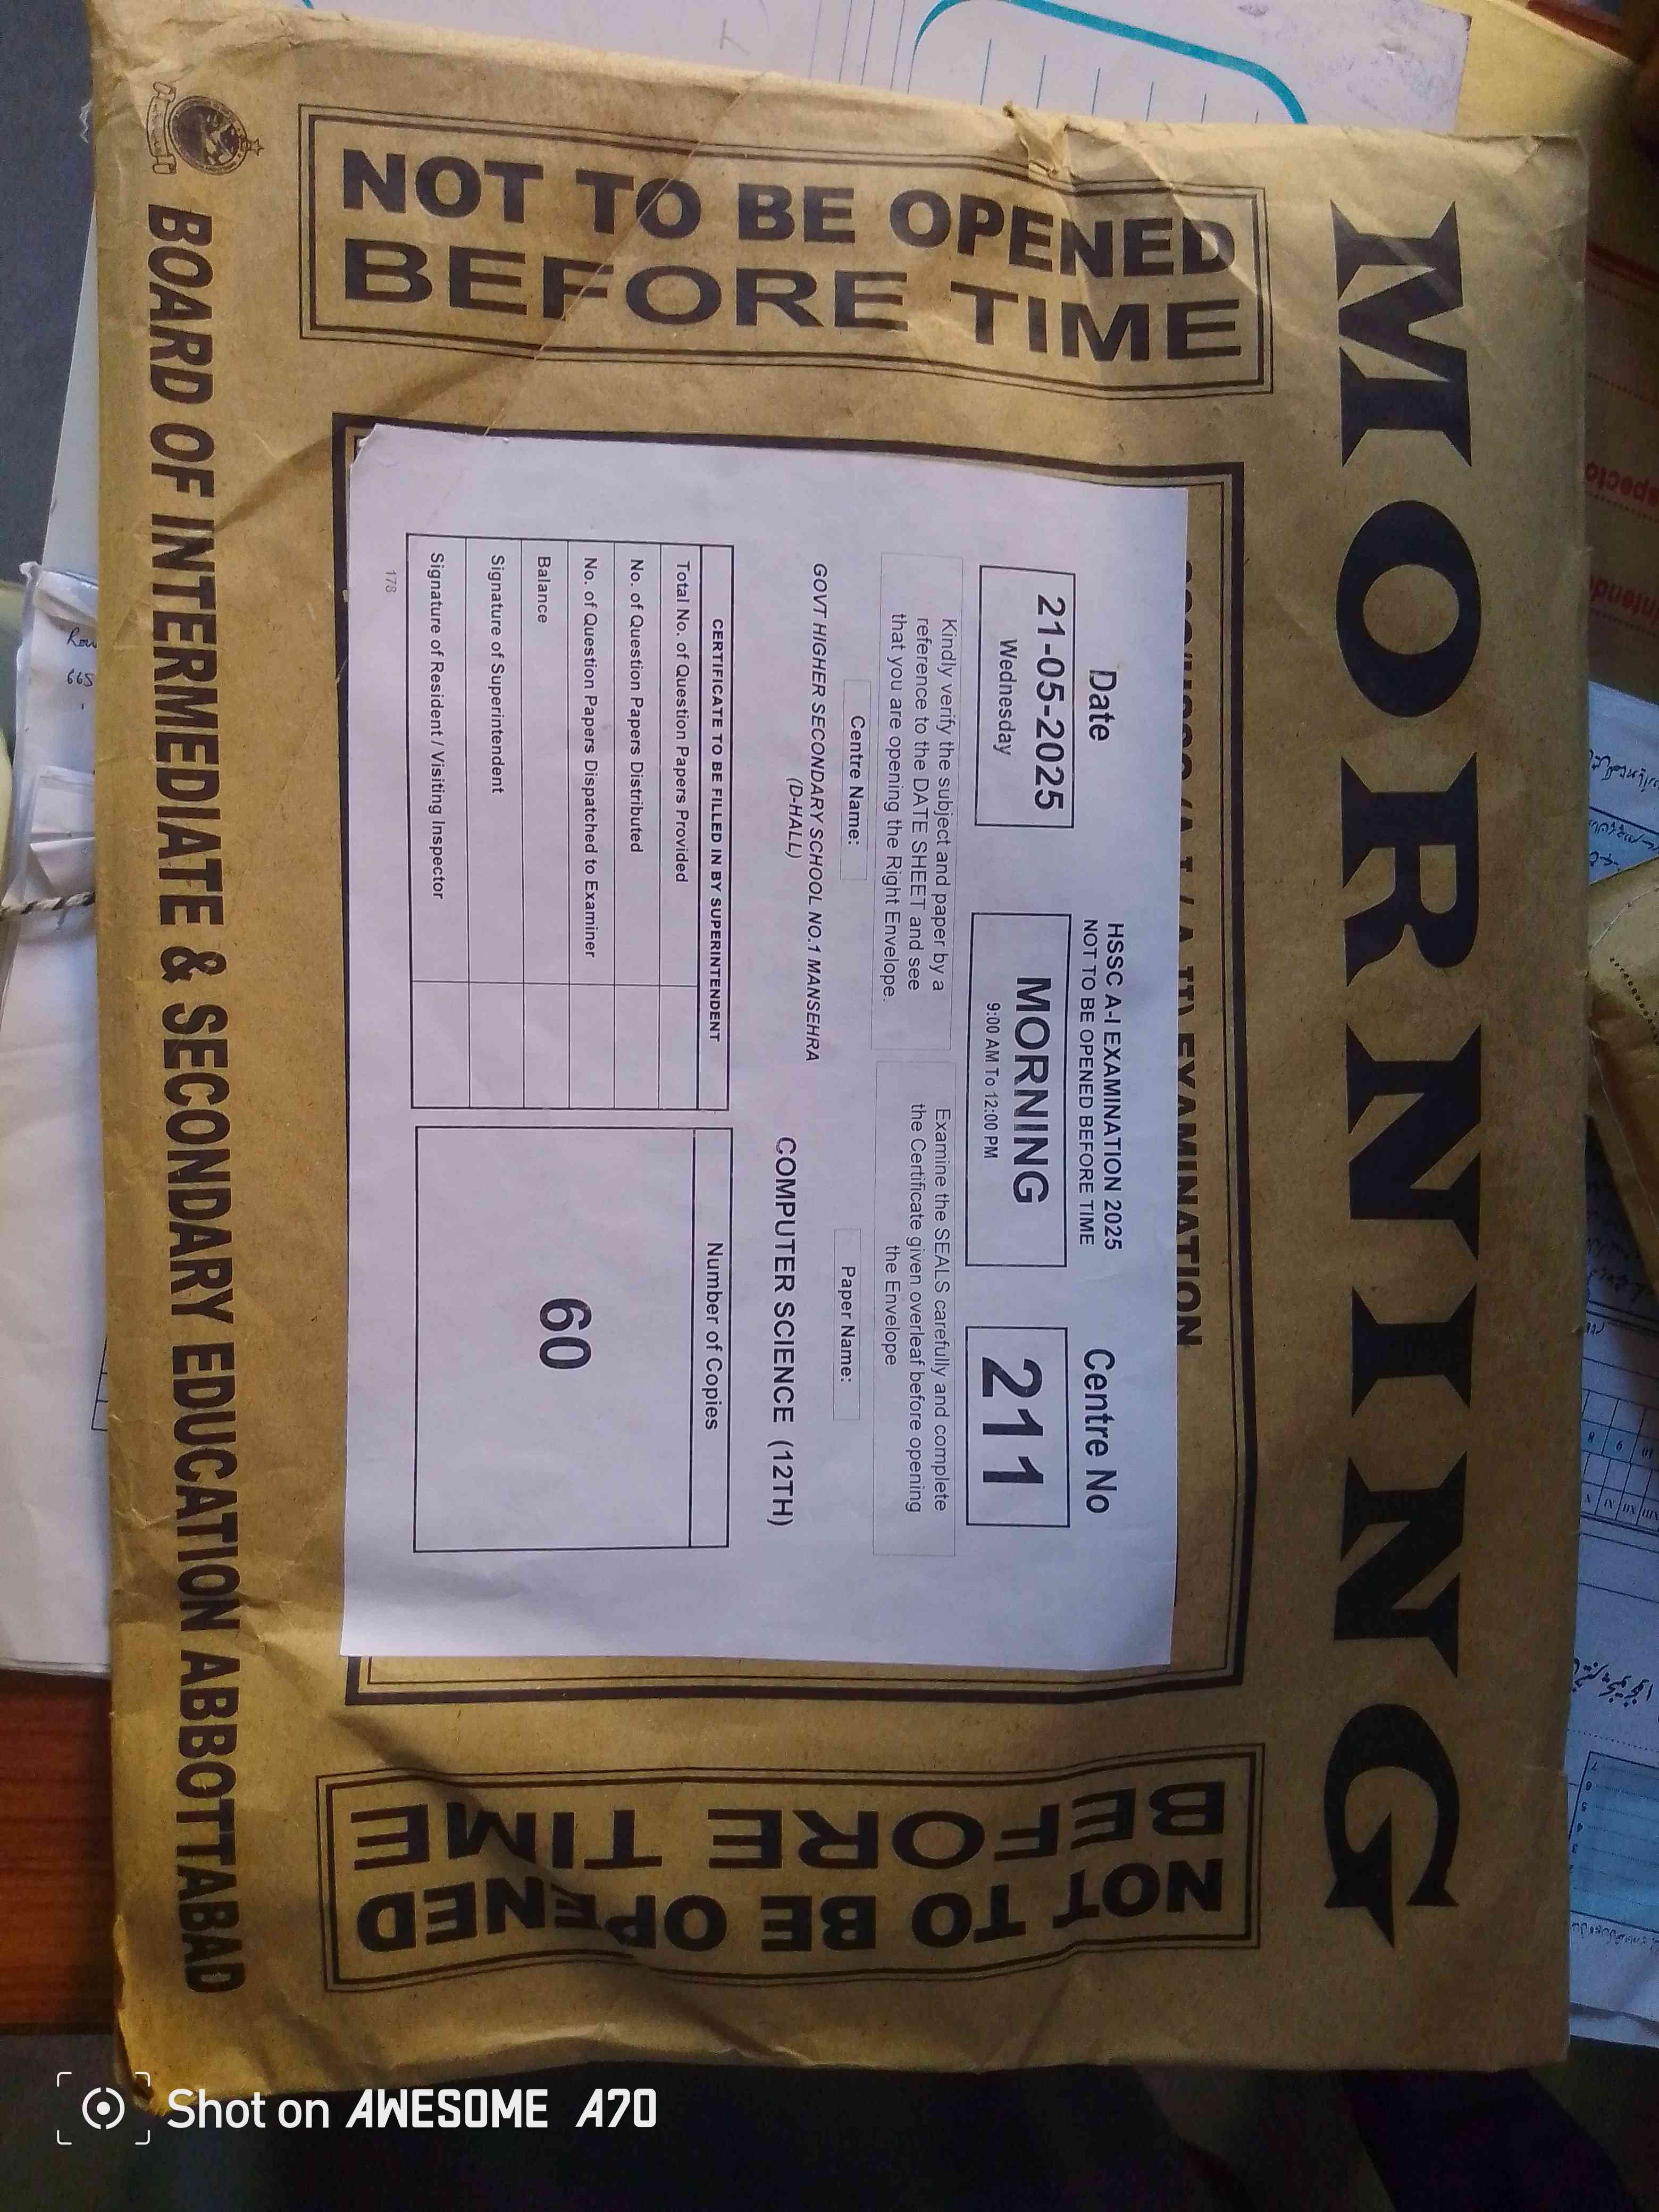 MORNING
NOT TO BE OPENED
BEFORE TIME
EXAMINATION
Date
21-05-2025
Wednesday
HSSC A-I EXAMINATION 2025
NOT TO BE OPENED BEFORE TIME
MORNING
9:00 AM To 12:00 PM
Centre No
211
Kindly verify the subject and paper by a
reference to the DATE SHEET and see
that you are opening the Right Envelope.
Examine the SEALS carefully and complete
the Certificate given overleaf before opening
the Envelope
Centre Name:
GOVT HIGHER SECONDARY SCHOOL NO.1 MANSEHRA
(D-HALL)
Paper Name:
COMPUTER SCIENCE (12TH)
CERTIFICATE TO BE FILLED IN BY SUPERINTENDENT
Total No. of Question Papers Provided
No. of Question Papers Distributed
No. of Question Papers Dispatched to Examiner
Balance
Signature of Superintendent
Signature of Resident / Visiting Inspector
Number of Copies
60
178
NOT TO BE OPENED
BEFORE TIME
BOARD OF INTERMEDIATE & SECONDARY EDUCATION ABBOTTABAD
Shot on AWESOME A70